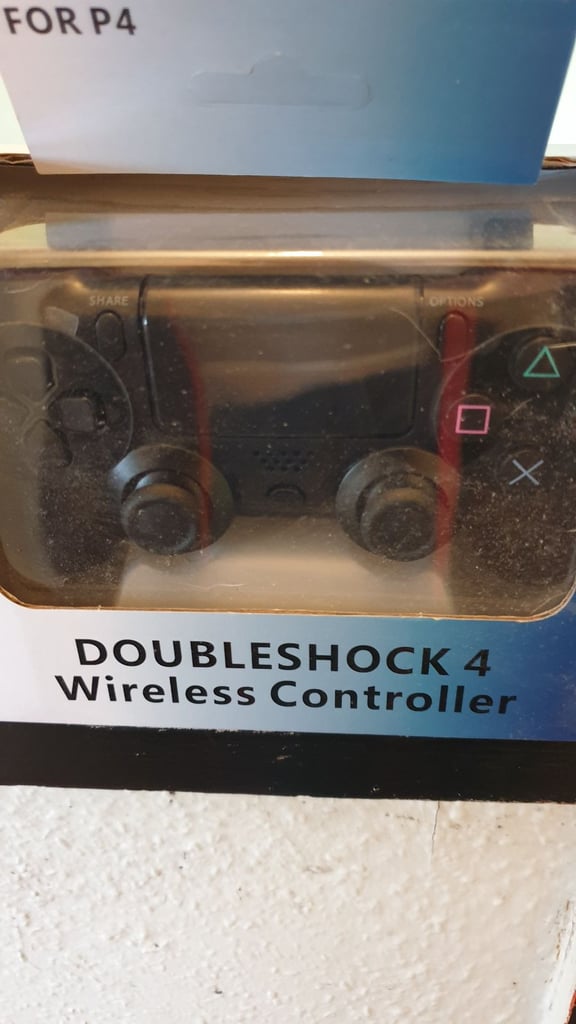 FOR P4
SHARE
OPTIONS
DOUBLESHOCK 4
Wireless Controller